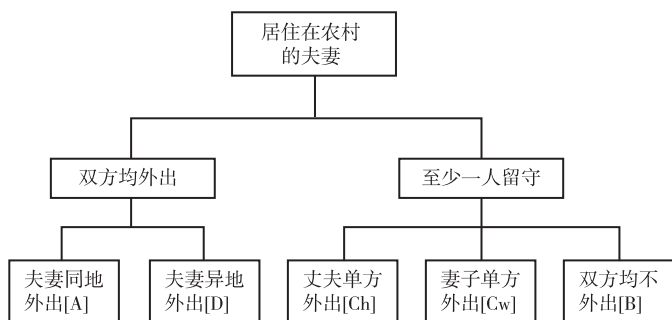 居住在农村
的夫妻
双方均外出
至少一人留守
夫妻同地
外出[A]
夫妻异地
外出[D]
丈夫单方
外出[Ch]
妻子单方
外出[Cw]
双方均不
外出[B]